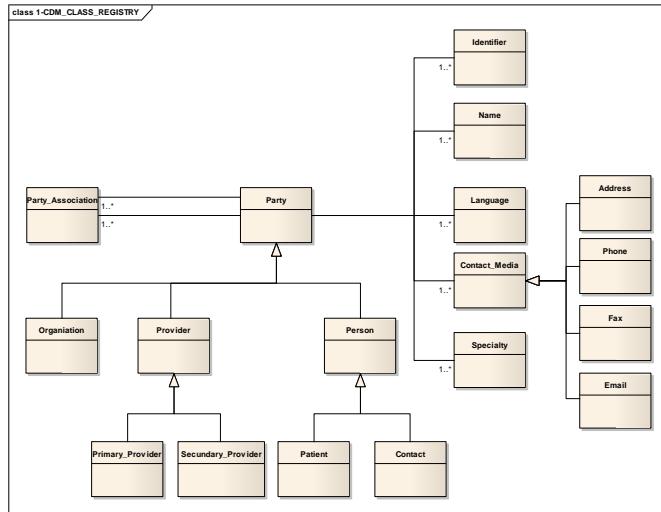 class 1-CDM_CLASS_REGISTRY
Identifier
1..*
Name
1..*
Party_Association
Party
Language
Address
1..*
1..*
1..*
Contact_Media
Phone
1..*
Organiation
Provider
Person
Specialty
Fax
1..*
Email
Primary_Provider
Secundary_Provider
Patient
Contact